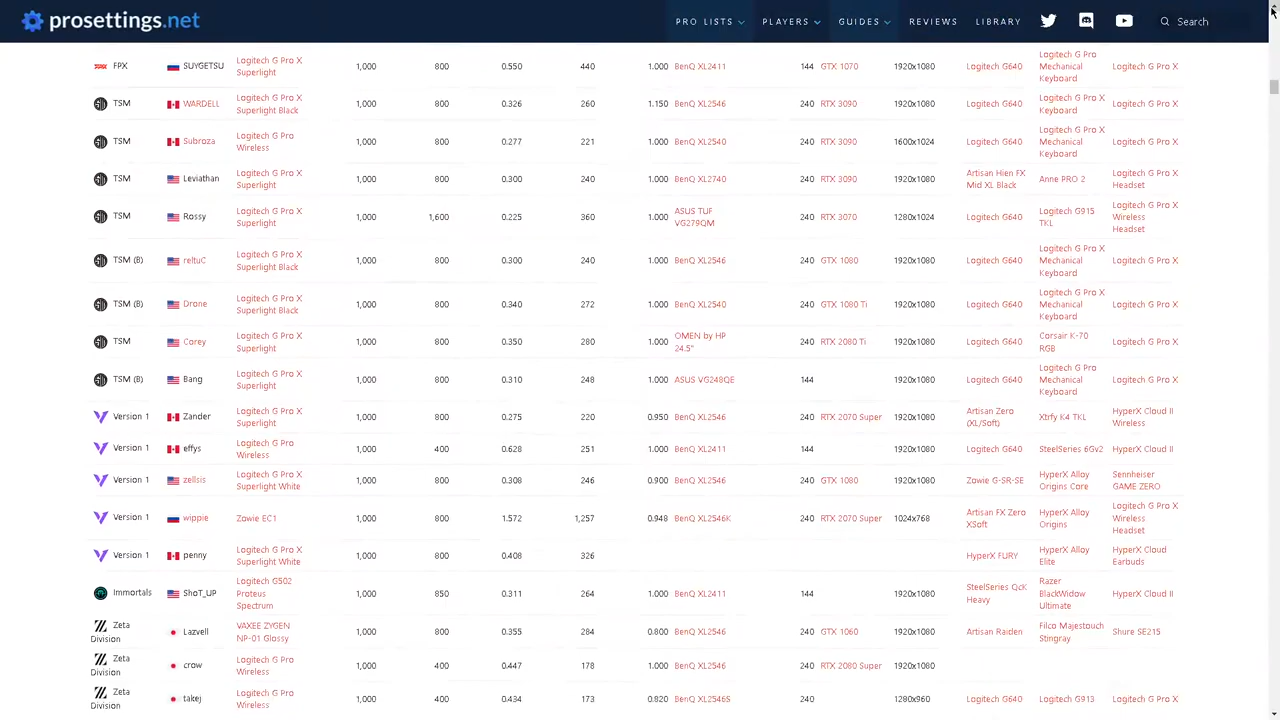 prosettings.net PRO LISTS PLAYERS GUIDES REVIEWS LIBRARY Search
FPX SUYGETSU Logitech G Pro X Superlight 1,000 800 0.550 440 1.000 BenQ XL2411 144 GTX 1070 1920x1080 Logitech G640 Logitech G Pro Mechanical Keyboard Logitech G Pro X
TSM WARDELL Logitech G Pro X Superlight Black 1,000 800 0.326 260 1.150 BenQ XL2546 240 RTX 3090 1920x1080 Logitech G640 Logitech G Pro X Keyboard Logitech G Pro X
TSM Subroza Logitech G Pro Wireless 1,000 800 0.277 221 1.000 BenQ XL2540 240 RTX 3090 1600x1024 Logitech G640 Logitech G Pro X Mechanical Keyboard Logitech G Pro X
TSM Leviathan Logitech G Pro X Superlight 1,000 800 0.300 240 1.000 BenQ XL2740 240 RTX 3090 1920x1080 Artisan Hien FX Mid XL Black Anne PRO 2 Logitech G Pro X Headset
TSM Rossy Logitech G Pro X Superlight 1,000 1,600 0.225 360 1.000 ASUS TUF VG279QM 240 RTX 3070 1280x1024 Logitech G640 Logitech G915 TKL Logitech G Pro X Wireless Headset
TSM (B) reltuC Logitech G Pro X Superlight Black 1,000 800 0.300 240 1.000 BenQ XL2546 240 GTX 1080 1920x1080 Logitech G640 Logitech G Pro X Mechanical Keyboard Logitech G Pro X
TSM (B) Drone Logitech G Pro X Superlight Black 1,000 800 0.340 272 1.000 BenQ XL2540 240 GTX 1080 Ti 1920x1080 Logitech G640 Logitech G Pro X Mechanical Keyboard Logitech G Pro X
TSM Corey Logitech G Pro X Superlight 1,000 800 0.350 280 1.000 OMEN by HP 24.5" 240 RTX 2080 Ti 1920x1080 Logitech G640 Corsair K-70 RGB Logitech G Pro X
TSM (B) Bang Logitech G Pro X Superlight 1,000 800 0.310 248 1.000 ASUS VG248QE 144 1920x1080 Logitech G640 Logitech G Pro Mechanical Keyboard Logitech G Pro X
Version 1 Zander Logitech G Pro X Superlight 1,000 800 0.275 220 0.950 BenQ XL2546 240 RTX 2070 Super 1920x1080 Artisan Zero (XL/Soft) Xtrfy K4 TKL HyperX Cloud II Wireless
Version 1 effys Logitech G Pro Wireless 1,000 400 0.628 251 1.000 BenQ XL2411 144 1920x1080 Logitech G640 SteelSeries 6Gv2 HyperX Cloud II
Version 1 zellsis Logitech G Pro X Superlight White 1,000 800 0.308 246 0.900 BenQ XL2546 240 GTX 1080 1920x1080 Zowie G-SR-SE HyperX Alloy Origins Core Sennheiser GAME ZERO
Version 1 wippie Zowie EC1 1,000 800 1.572 1,257 0.948 BenQ XL2546K 240 RTX 2070 Super 1024x768 Artisan FX Zero XSoft HyperX Alloy Origins Logitech G Pro X Wireless Headset
Version 1 penny Logitech G Pro X Superlight White 1,000 800 0.408 326 HyperX FURY HyperX Alloy Elite HyperX Cloud Earbuds
Immortals ShoT_UP Logitech G502 Proteus Spectrum 1,000 850 0.311 264 1.000 BenQ XL2411 144 1920x1080 SteelSeries QcK Heavy Razer BlackWidow Ultimate HyperX Cloud II
Zeta Division Lazvell VAXEE ZYGEN NP-01 Glossy 1,000 800 0.355 284 0.800 BenQ XL2546 240 GTX 1060 1920x1080 Artisan Raiden Filco Majestouch Stingray Shure SE215
Zeta Division crow Logitech G Pro Wireless 1,000 400 0.447 178 1.000 BenQ XL2546 240 RTX 2080 Super 1920x1080
Zeta Division takej Logitech G Pro Wireless 1,000 400 0.434 173 0.820 BenQ XL2546S 240 1280x960 Logitech G640 Logitech G913 Logitech G Pro X